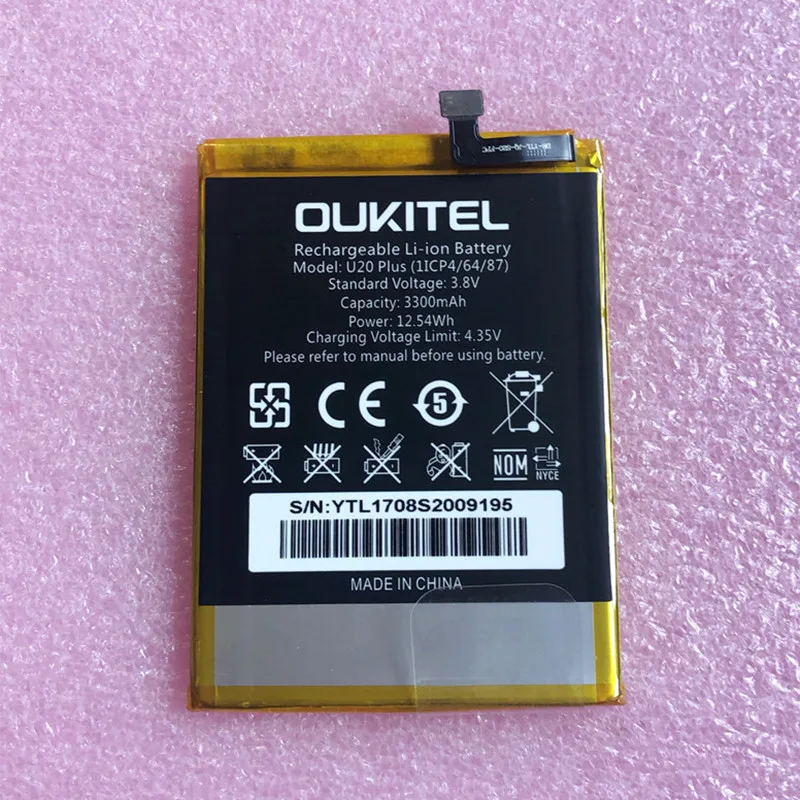 OUKITEL
Rechargeable Li-ion Battery
Model: U20 Plus (1ICP4/64/87)
Standard Voltage: 3.8V
Capacity: 3300mAh
Power: 12.54Wh
Charging Voltage Limit: 4.35V
Please refer to manual before using battery.
CE
5
NOM
NYCE
S/N:YTL1708S2009195
MADE IN CHINA